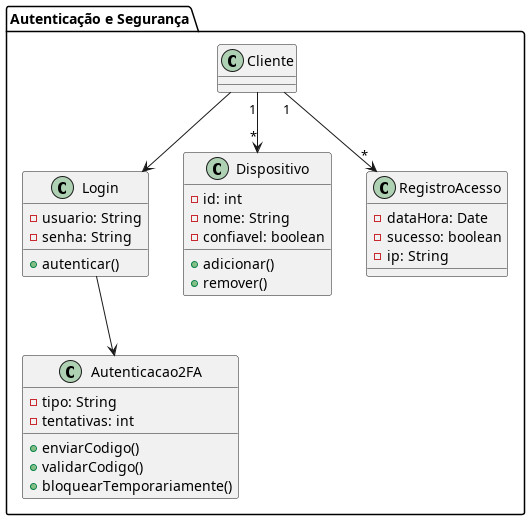 Autenticação e Segurança
C Cliente
1
1
*
*
C Login
usuario: String
senha: String
autenticar()
C Dispositivo
id: int
nome: String
confiavel: boolean
adicionar()
remover()
C RegistroAcesso
dataHora: Date
sucesso: boolean
ip: String
C Autenticacao2FA
tipo: String
tentativas: int
enviarCodigo()
validarCodigo()
bloquearTemporariamente()